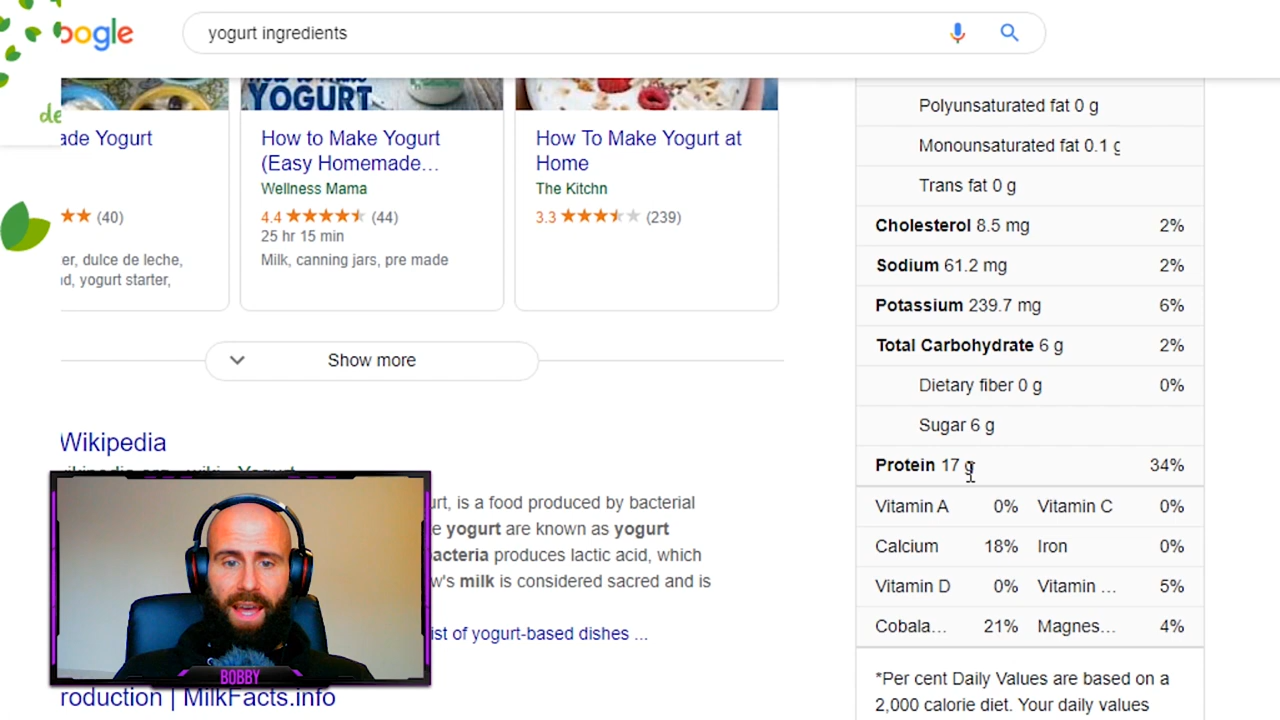 oogle
yogurt ingredients
de
YOGURT
ade Yogurt
(40)
er, dulce de leche,
d, yogurt starter,
How to Make Yogurt
(Easy Homemade…
Wellness Mama
4.4 (44)
25 hr 15 min
Milk, canning jars, pre made
How To Make Yogurt at
Home
The Kitchn
3.3 (239)
Show more
Wikipedia
urt, is a food produced by bacterial
e yogurt are known as yogurt
acteria produces lactic acid, which
w's milk is considered sacred and is
ist of yogurt-based dishes ...
roduction | MilkFacts.info
BOBBY
Polyunsaturated fat 0 g
Monounsaturated fat 0.1 g
Trans fat 0 g
Cholesterol 8.5 mg 2%
Sodium 61.2 mg 2%
Potassium 239.7 mg 6%
Total Carbohydrate 6 g 2%
Dietary fiber 0 g 0%
Sugar 6 g
Protein 17 g 34%
Vitamin A 0% Vitamin C 0%
Calcium 18% Iron 0%
Vitamin D 0% Vitamin ... 5%
Cobala... 21% Magnes... 4%
*Per cent Daily Values are based on a
2,000 calorie diet. Your daily values